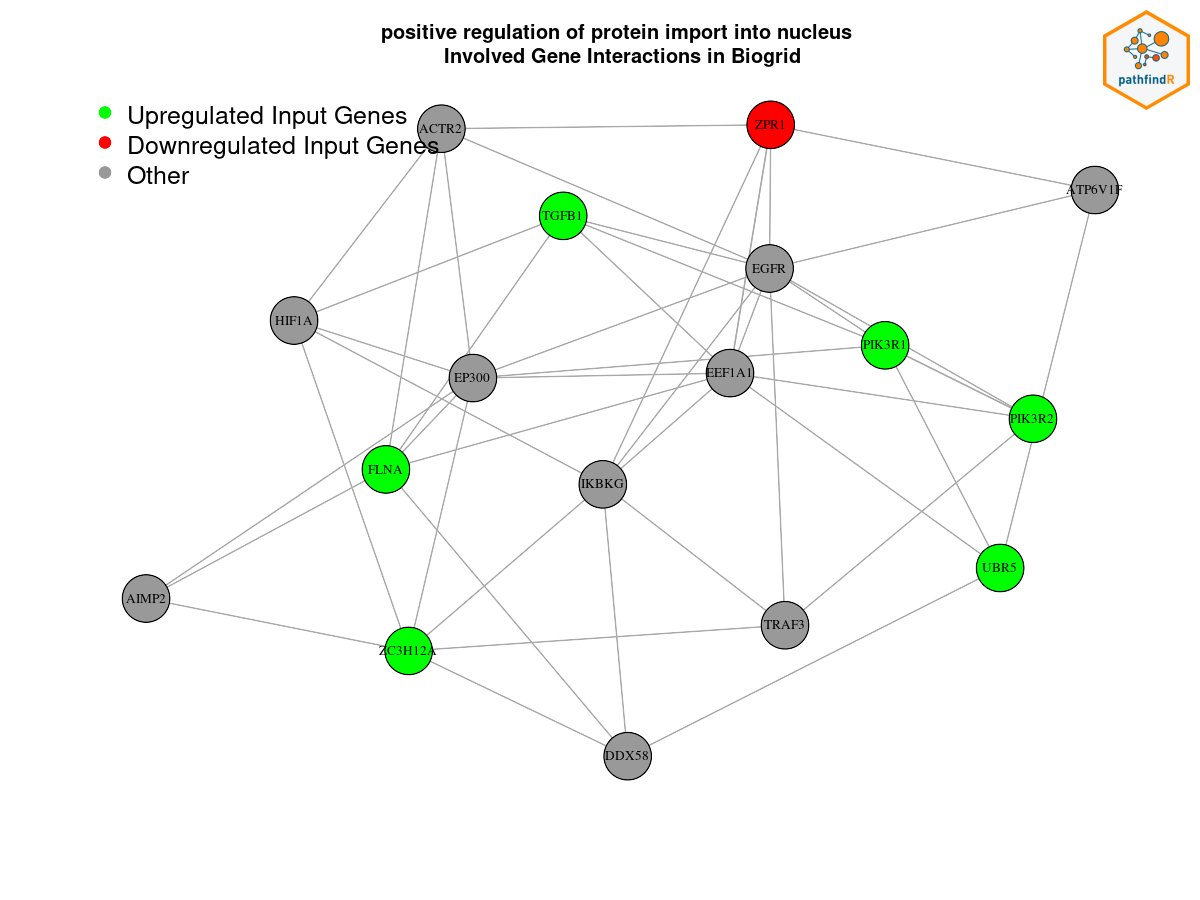 positive regulation of protein import into nucleus
Involved Gene Interactions in Biogrid
pathfindR
Upregulated Input Genes
Downregulated Input Genes
Other
ACTR2
ZPR1
ATP6V1F
TGFB1
EGFR
HIF1A
PIK3R1
EP300
EEF1A1
PIK3R2
FLNA
IKBKG
UBR5
AIMP2
TRAF3
ZC3H12A
DDX58